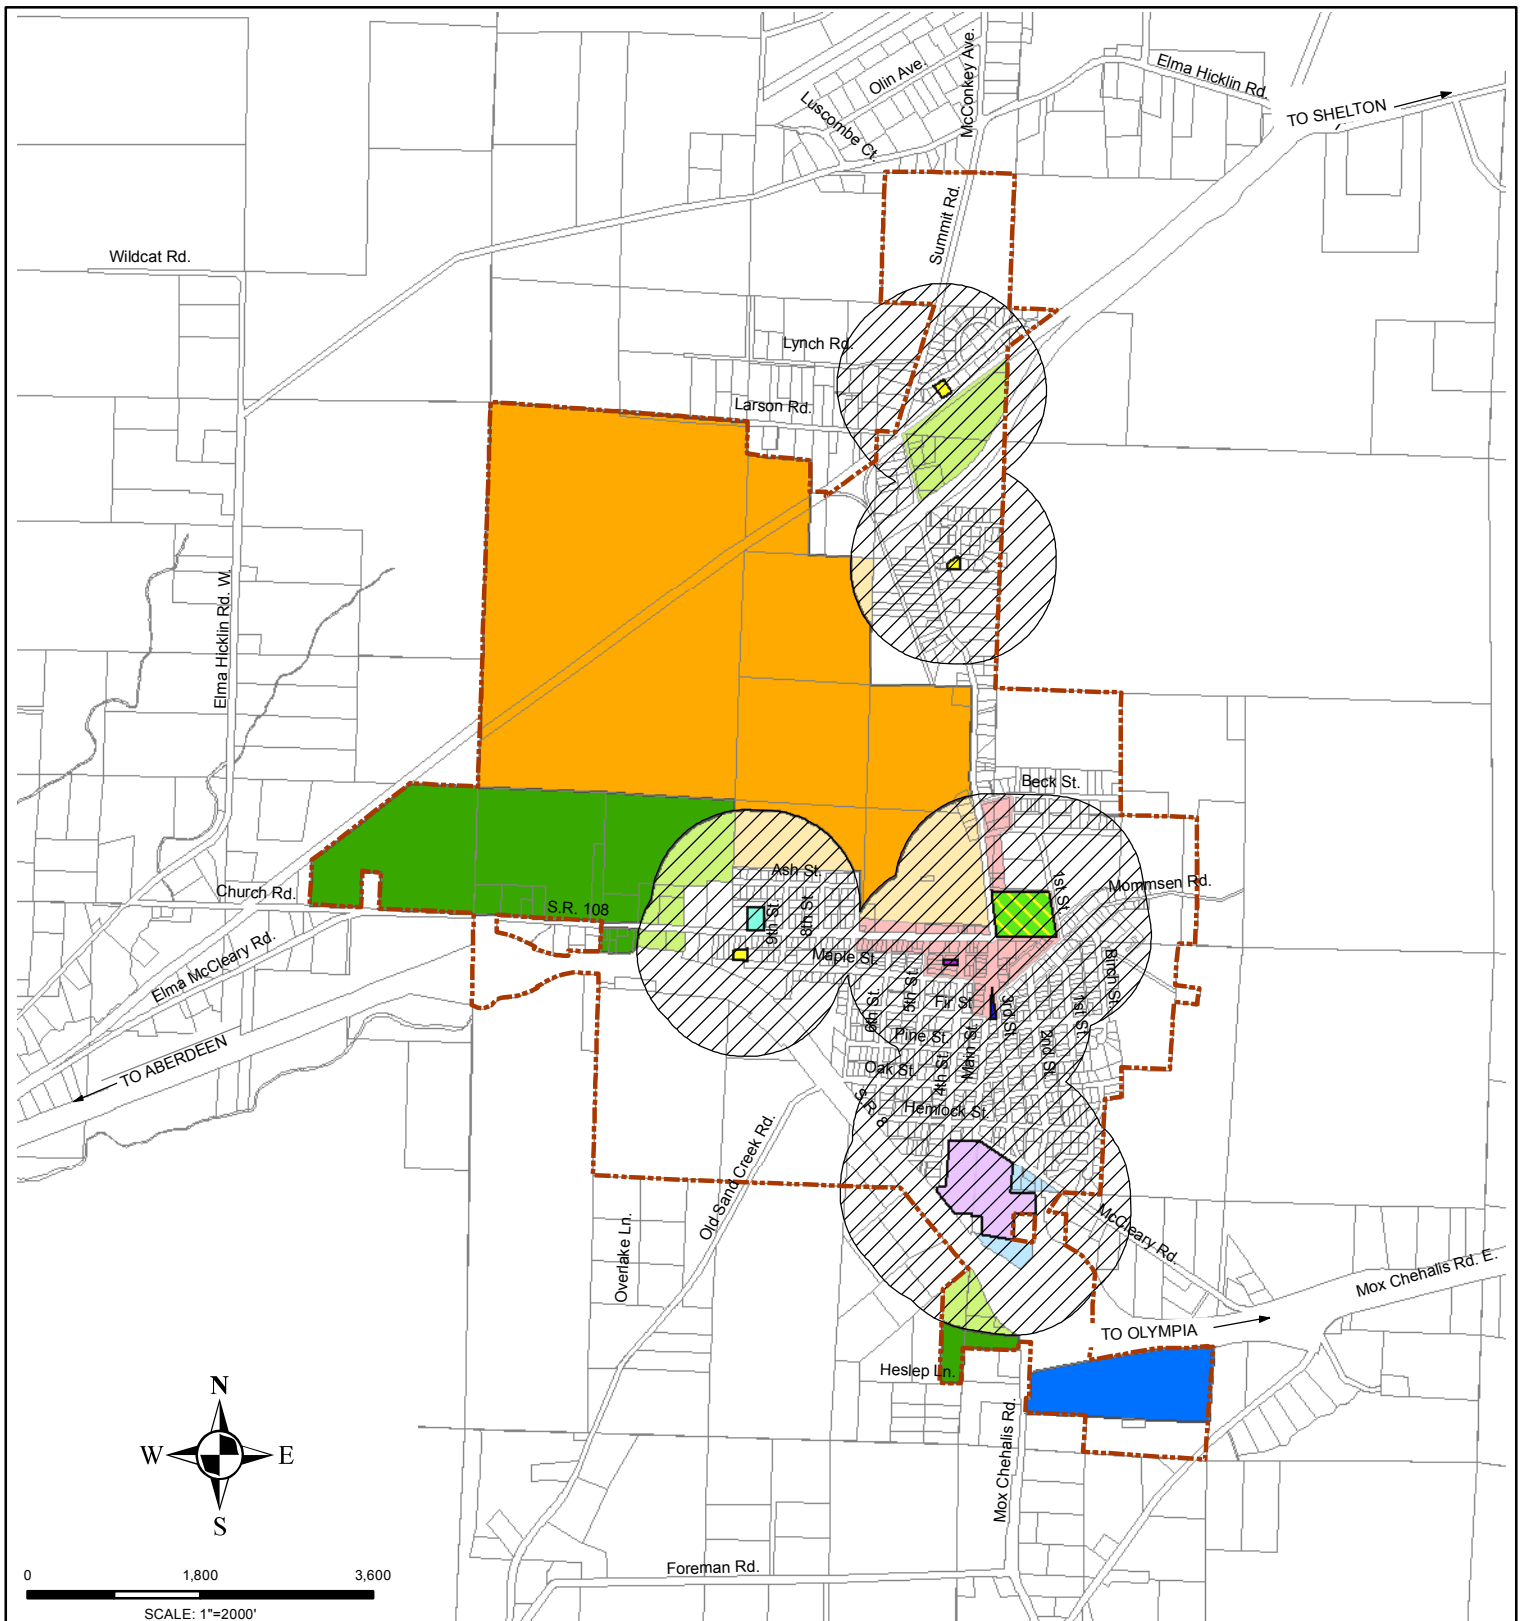 Elma Hicklin Rd.
Olin Ave.
McConkey Ave.
Luscombe Ct.
TO SHELTON
Summit Rd.
Wildcat Rd.
Lynch Rd.
Larson Rd.
Elma Hicklin Rd. W.
Beck St.
Ash St.
1st St.
Mommsen Rd.
Church Rd.
S.R. 108
9th St.
8th St.
Maple St.
Birch St.
Elma McCleary Rd.
6th St.
5th St.
Fir St.
3rd St.
1st St.
Pine St.
Main St.
2nd St.
TO ABERDEEN
Oak St.
4th St.
S.R. 8
Hemlock St.
Old Sand Creek Rd.
Overlake Ln.
McCleary Rd.
Mox Chehalis Rd. E.
TO OLYMPIA
Heslep Ln.
Mox Chehalis Rd.
N
W
E
S
Foreman Rd.
0 1,800 3,600
SCALE: 1"=2000'